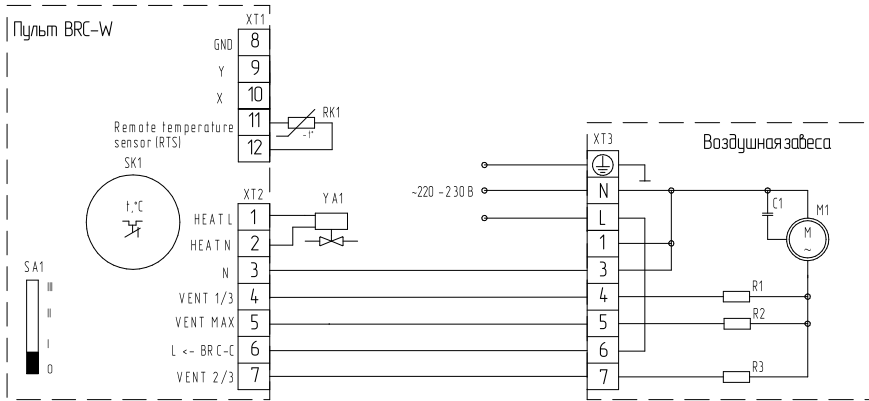 Пульт BRC-W
XT1
GND 8
Y 9
X 10
11
Remote temperature
sensor (RTS)
12
RK1
-t°
SK1
t,°C
XT2
YA1
HEAT L 1
HEAT N 2
N 3
VENT 1/3 4
VENT MAX 5
L <- BRC-C 6
VENT 2/3 7
SA1
III
II
I
0
~220-230В
XT3
Воздушная завеса
N
L
1
3
4
5
6
7
C1
M1
M
~
R1
R2
R3